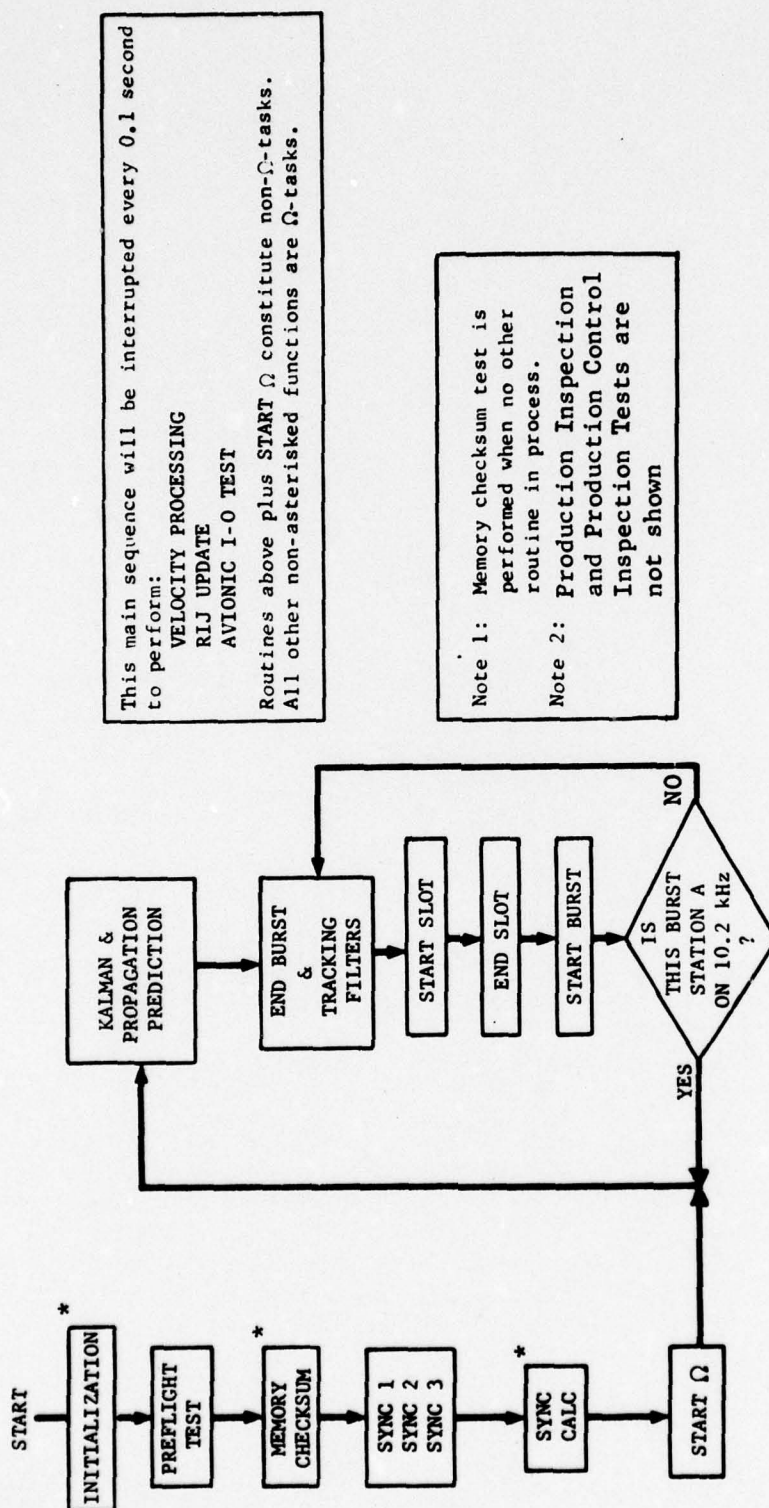 START
INITIALIZATION *
PREFLIGHT
TEST
MEMORY
CHECKSUM *
SYNC 1
SYNC 2
SYNC 3
SYNC
CALC *
START Ω
KALMAN &
PROPAGATION
PREDICTION
END BURST
&
TRACKING
FILTERS
START SLOT
END SLOT
START BURST
IS
THIS BURST
STATION A
ON 10.2 kHz
?
YES
NO
This main sequence will be interrupted every 0.1 second
to perform:
VELOCITY PROCESSING
RIJ UPDATE
AVIONIC I-O TEST
Routines above plus START Ω constitute non-Ω-tasks.
All other non-asterisked functions are Ω-tasks.
Note 1: Memory checksum test is
performed when no other
routine in process.
Note 2: Production Inspection
and Production Control
Inspection Tests are
not shown